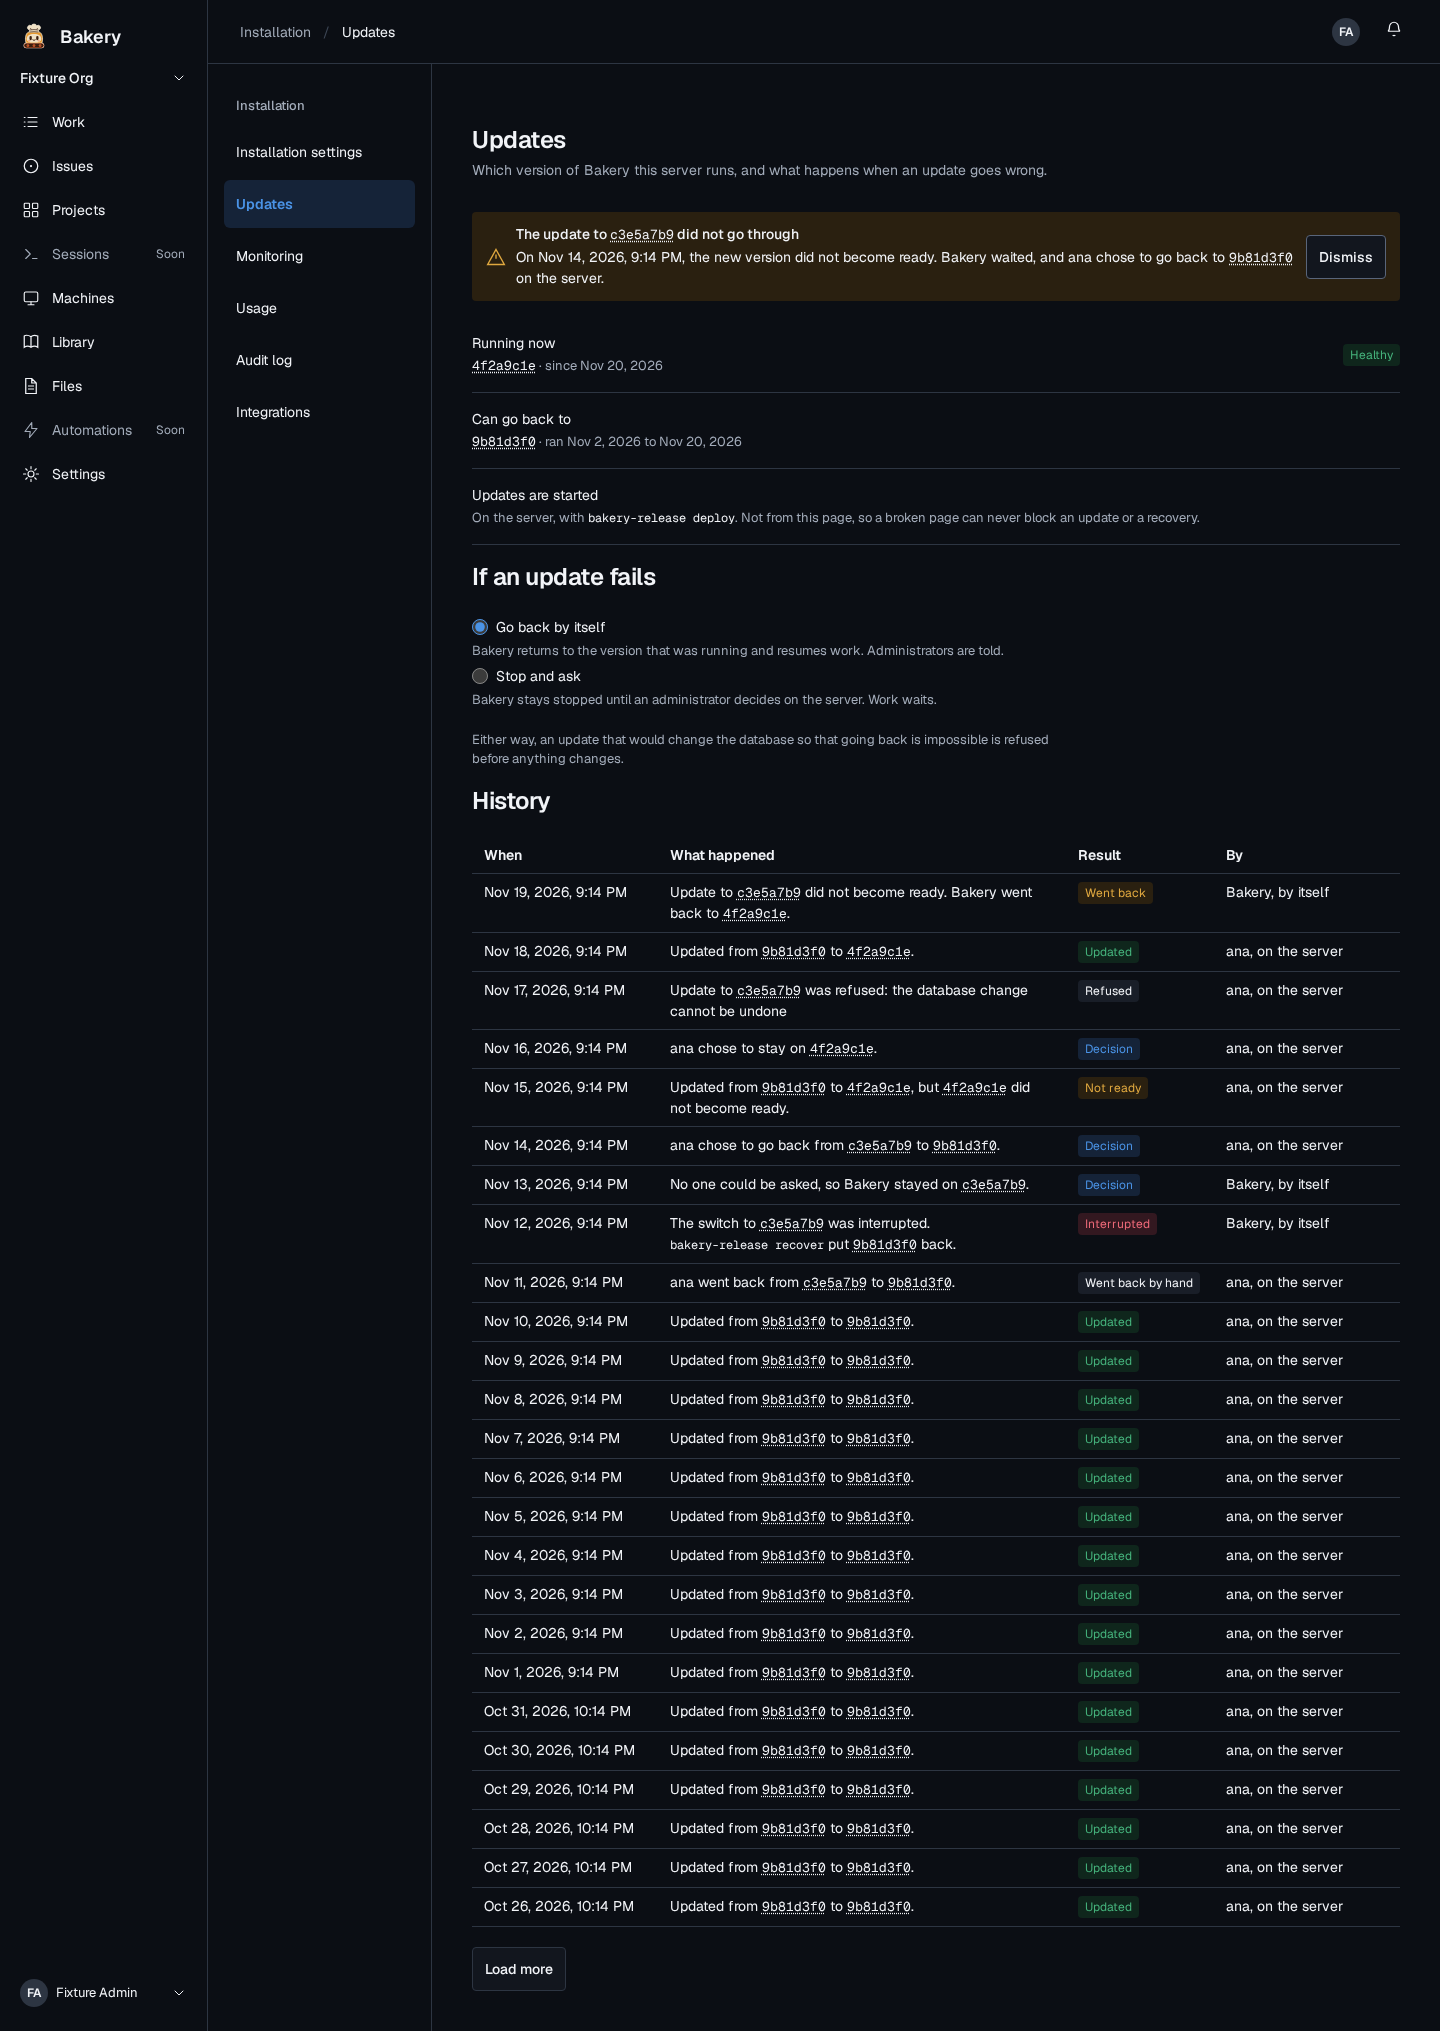 Bakery
Fixture Org
Work
Issues
Projects
Sessions Soon
Machines
Library
Files
Automations Soon
Settings
FA Fixture Admin
Installation / Updates
FA
Installation
Installation settings
Updates
Monitoring
Usage
Audit log
Integrations
Updates
Which version of Bakery this server runs, and what happens when an update goes wrong.
The update to c3e5a7b9 did not go through
On Nov 14, 2026, 9:14 PM, the new version did not become ready. Bakery waited, and ana chose to go back to 9b81d3f0
on the server.
Dismiss
Running now
4f2a9c1e · since Nov 20, 2026
Healthy
Can go back to
9b81d3f0 · ran Nov 2, 2026 to Nov 20, 2026
Updates are started
On the server, with bakery-release deploy. Not from this page, so a broken page can never block an update or a recovery.
If an update fails
Go back by itself
Bakery returns to the version that was running and resumes work. Administrators are told.
Stop and ask
Bakery stays stopped until an administrator decides on the server. Work waits.
Either way, an update that would change the database so that going back is impossible is refused
before anything changes.
History
When What happened Result By
Nov 19, 2026, 9:14 PM Update to c3e5a7b9 did not become ready. Bakery went Went back Bakery, by itself
back to 4f2a9c1e.
Nov 18, 2026, 9:14 PM Updated from 9b81d3f0 to 4f2a9c1e. Updated ana, on the server
Nov 17, 2026, 9:14 PM Update to c3e5a7b9 was refused: the database change Refused ana, on the server
cannot be undone
Nov 16, 2026, 9:14 PM ana chose to stay on 4f2a9c1e. Decision ana, on the server
Nov 15, 2026, 9:14 PM Updated from 9b81d3f0 to 4f2a9c1e, but 4f2a9c1e did Not ready ana, on the server
not become ready.
Nov 14, 2026, 9:14 PM ana chose to go back from c3e5a7b9 to 9b81d3f0. Decision ana, on the server
Nov 13, 2026, 9:14 PM No one could be asked, so Bakery stayed on c3e5a7b9. Decision Bakery, by itself
Nov 12, 2026, 9:14 PM The switch to c3e5a7b9 was interrupted. Interrupted Bakery, by itself
bakery-release recover put 9b81d3f0 back.
Nov 11, 2026, 9:14 PM ana went back from c3e5a7b9 to 9b81d3f0. Went back by hand ana, on the server
Nov 10, 2026, 9:14 PM Updated from 9b81d3f0 to 9b81d3f0. Updated ana, on the server
Nov 9, 2026, 9:14 PM Updated from 9b81d3f0 to 9b81d3f0. Updated ana, on the server
Nov 8, 2026, 9:14 PM Updated from 9b81d3f0 to 9b81d3f0. Updated ana, on the server
Nov 7, 2026, 9:14 PM Updated from 9b81d3f0 to 9b81d3f0. Updated ana, on the server
Nov 6, 2026, 9:14 PM Updated from 9b81d3f0 to 9b81d3f0. Updated ana, on the server
Nov 5, 2026, 9:14 PM Updated from 9b81d3f0 to 9b81d3f0. Updated ana, on the server
Nov 4, 2026, 9:14 PM Updated from 9b81d3f0 to 9b81d3f0. Updated ana, on the server
Nov 3, 2026, 9:14 PM Updated from 9b81d3f0 to 9b81d3f0. Updated ana, on the server
Nov 2, 2026, 9:14 PM Updated from 9b81d3f0 to 9b81d3f0. Updated ana, on the server
Nov 1, 2026, 9:14 PM Updated from 9b81d3f0 to 9b81d3f0. Updated ana, on the server
Oct 31, 2026, 10:14 PM Updated from 9b81d3f0 to 9b81d3f0. Updated ana, on the server
Oct 30, 2026, 10:14 PM Updated from 9b81d3f0 to 9b81d3f0. Updated ana, on the server
Oct 29, 2026, 10:14 PM Updated from 9b81d3f0 to 9b81d3f0. Updated ana, on the server
Oct 28, 2026, 10:14 PM Updated from 9b81d3f0 to 9b81d3f0. Updated ana, on the server
Oct 27, 2026, 10:14 PM Updated from 9b81d3f0 to 9b81d3f0. Updated ana, on the server
Oct 26, 2026, 10:14 PM Updated from 9b81d3f0 to 9b81d3f0. Updated ana, on the server
Load more